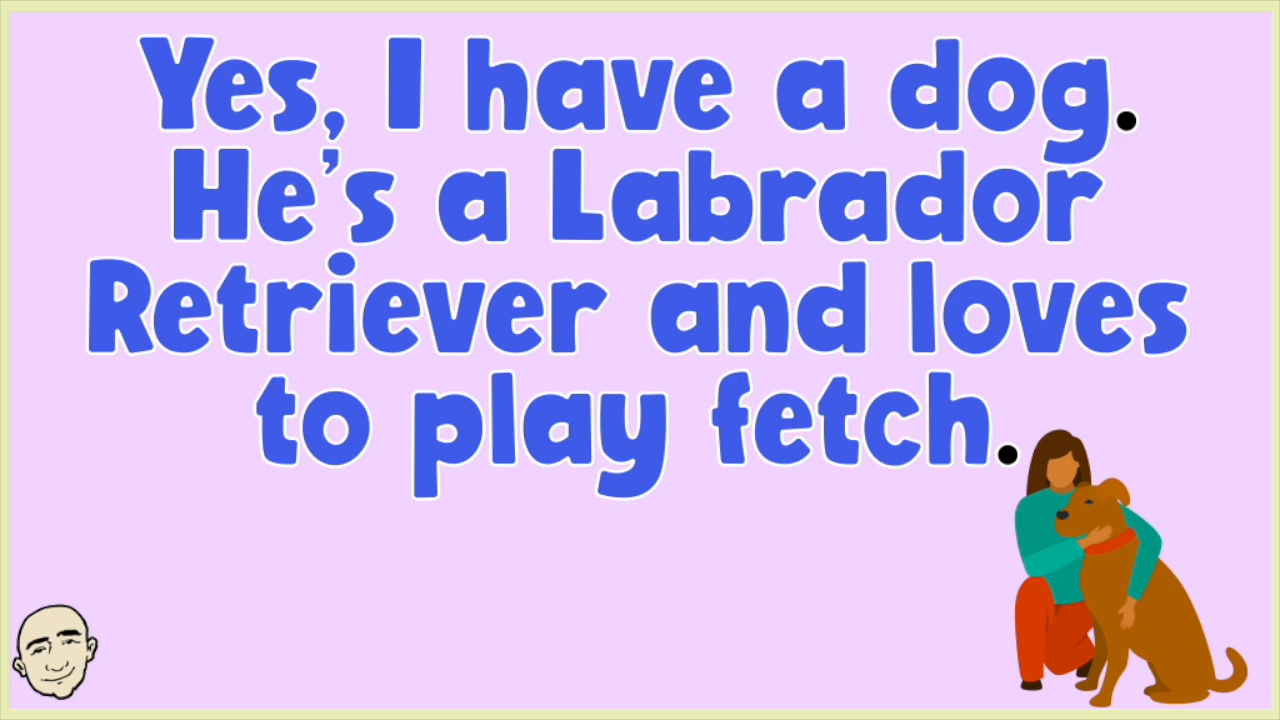 Yes, I have a dog.
He's a Labrador
Retriever and loves
to play fetch.